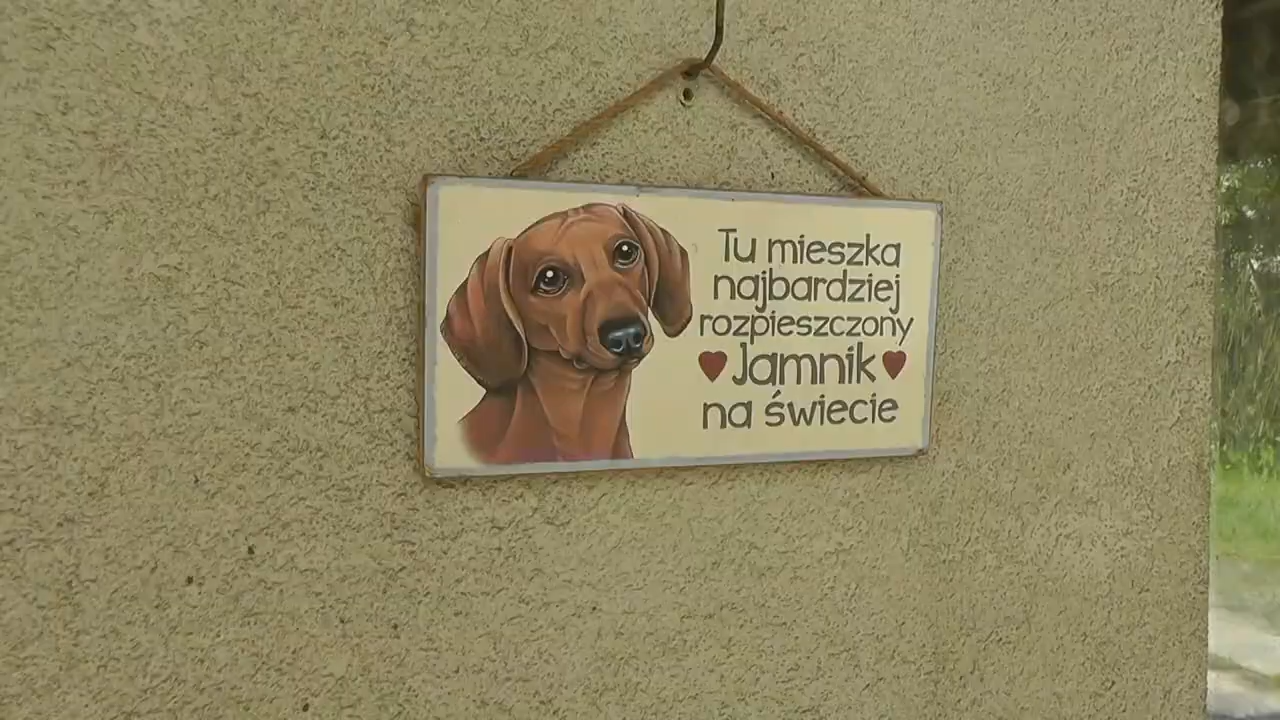 Tu mieszka
najbardziej
rozpieszczony
Jamnik
na świecie